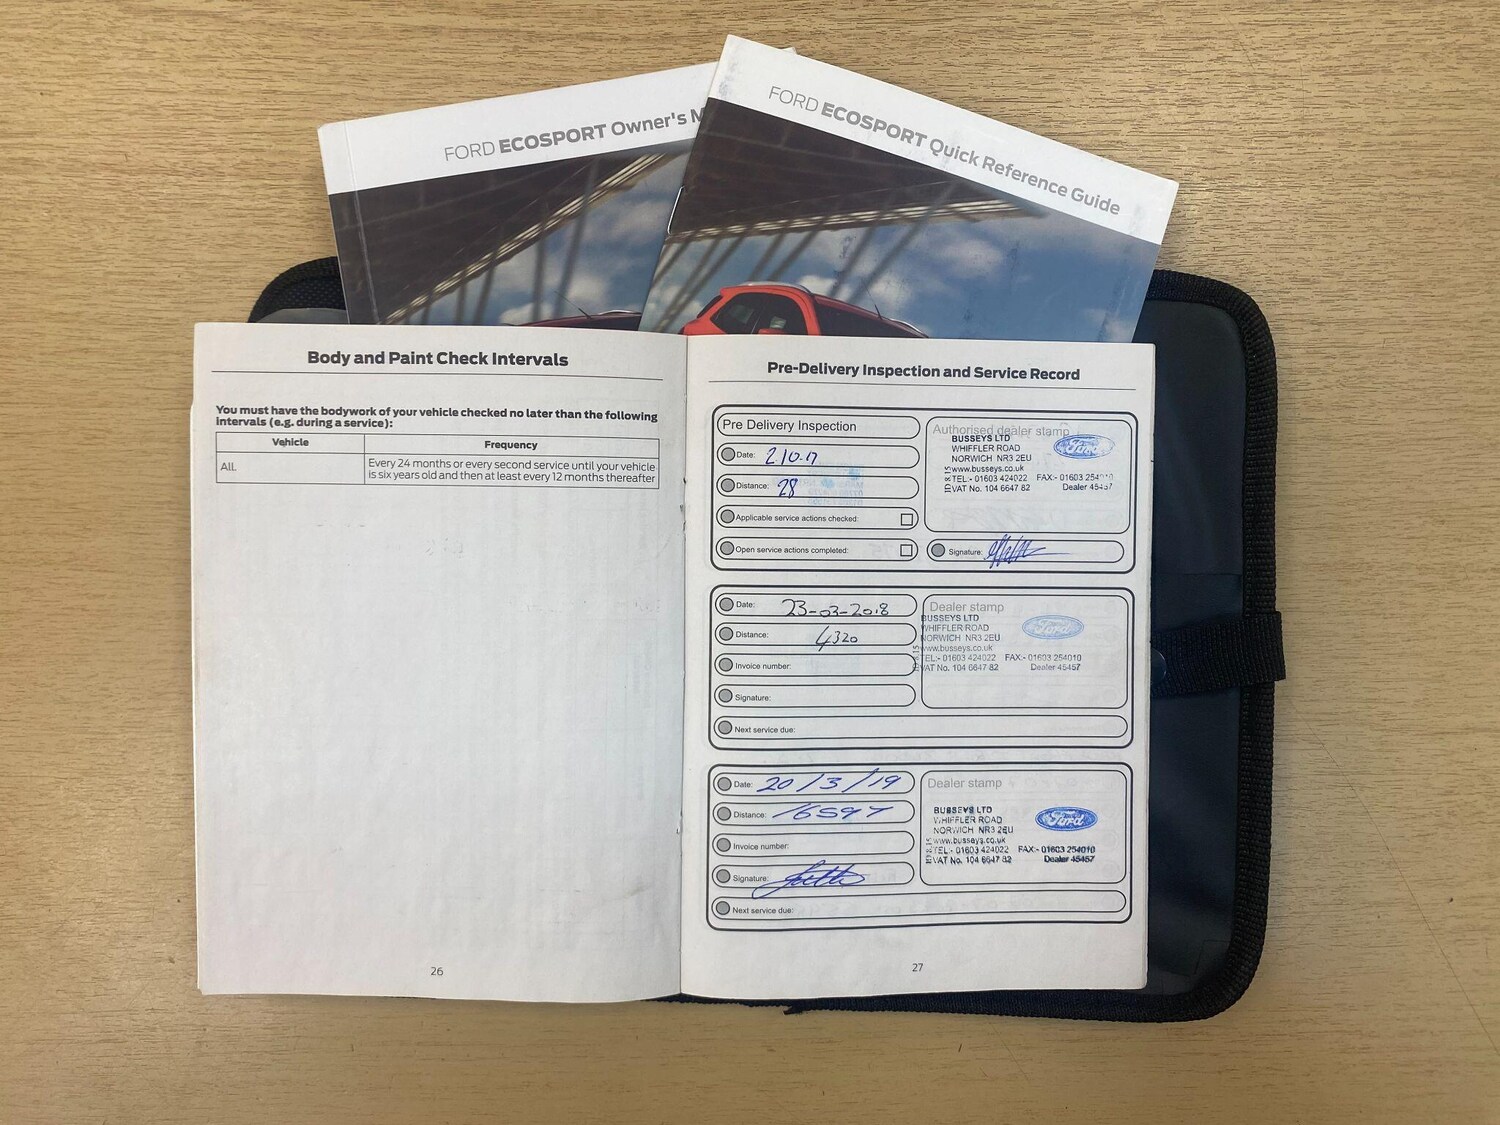 FORD ECOSPORT Owner's M
FORD ECOSPORT Quick Reference Guide
Body and Paint Check Intervals
You must have the bodywork of your vehicle checked no later than the following
intervals (e.g. during a service):
Vehicle Frequency
All. Every 24 months or every second service until your vehicle
is six years old and then at least every 12 months thereafter
26
Pre-Delivery Inspection and Service Record
Pre Delivery Inspection
Date: 2.10.17
Distance: 28
Applicable service actions checked:
Open service actions completed:
Authorised dealer stamp
BUSSEYS LTD
WHIFFLER ROAD
NORWICH NR3 2EU
www.busseys.co.uk
TEL:- 01603 424022 FAX:- 01603 254010
VAT No. 104 6647 82 Dealer 45457
Ford
Signature:
Date: 23-03-2018
Distance: 4320
Invoice number:
Signature:
Next service due:
Dealer stamp
BUSSEYS LTD
WHIFFLER ROAD
NORWICH NR3 2EU
www.busseys.co.uk
TEL:- 01603 424022 FAX:- 01603 254010
VAT No. 104 6647 82 Dealer 45457
Ford
Date: 20/3/19
Distance: 16597
Invoice number:
Signature:
Next service due:
Dealer stamp
BUSSEYS LTD
WHIFFLER ROAD
NORWICH NR3 2EU
www.busseys.co.uk
TEL:- 01603 424022 FAX:- 01603 254010
VAT No. 104 6647 82 Dealer 45457
Ford
27